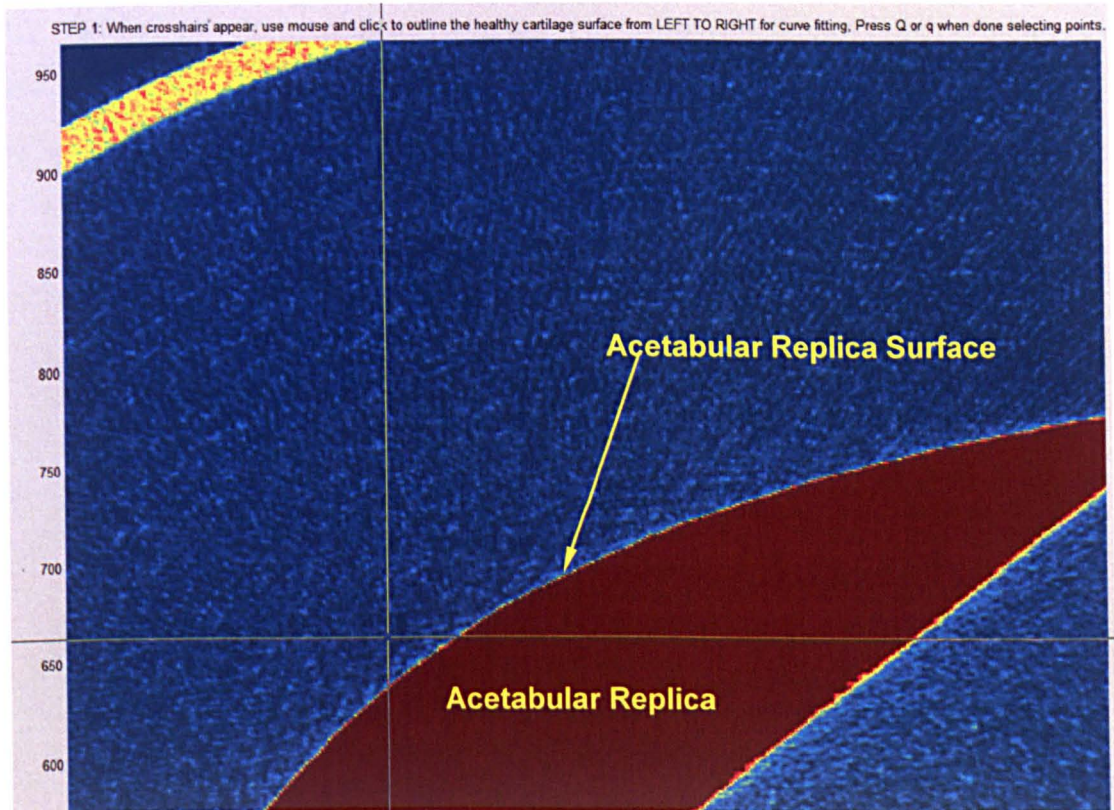 STEP 1: When crosshairs appear, use mouse and click to outline the healthy cartilage surface from LEFT TO RIGHT for curve fitting, Press Q or q when done selecting points.
950
900
850
800
Acetabular Replica Surface
750
700
650
Acetabular Replica
600